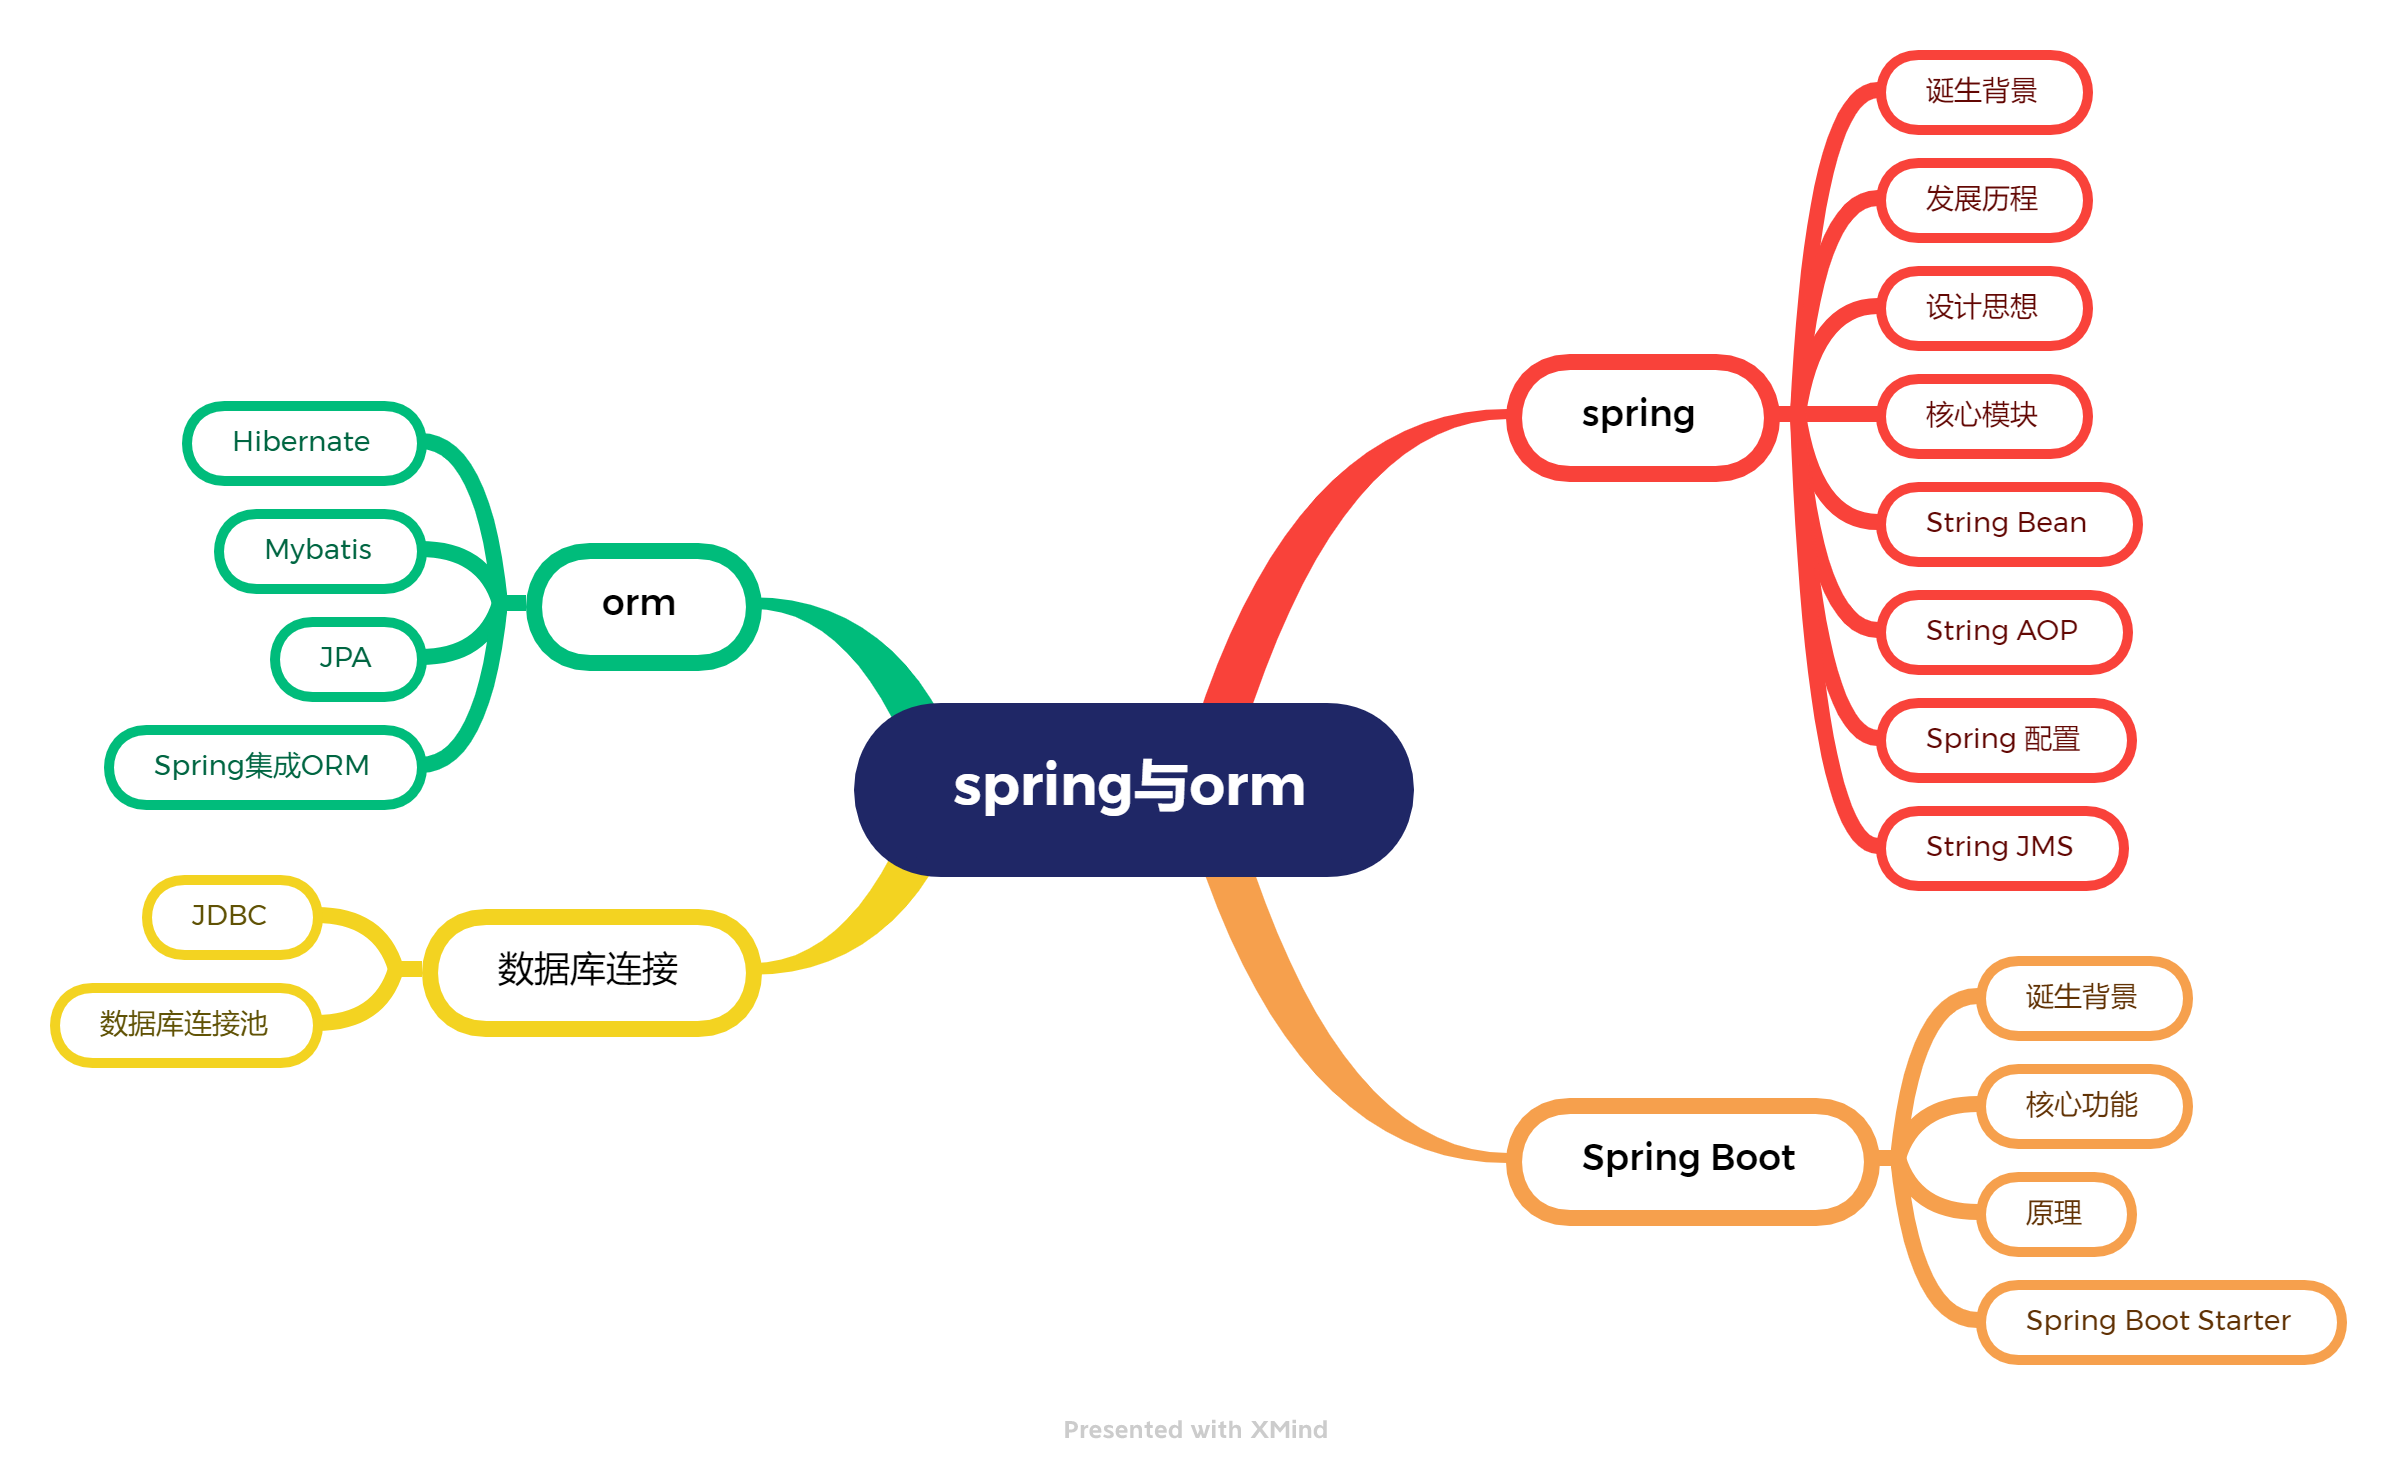 spring与orm
spring
诞生背景
发展历程
设计思想
核心模块
String Bean
String AOP
Spring 配置
String JMS
Spring Boot
诞生背景
核心功能
原理
Spring Boot Starter
orm
Hibernate
Mybatis
JPA
Spring集成ORM
数据库连接
JDBC
数据库连接池
Presented with XMind